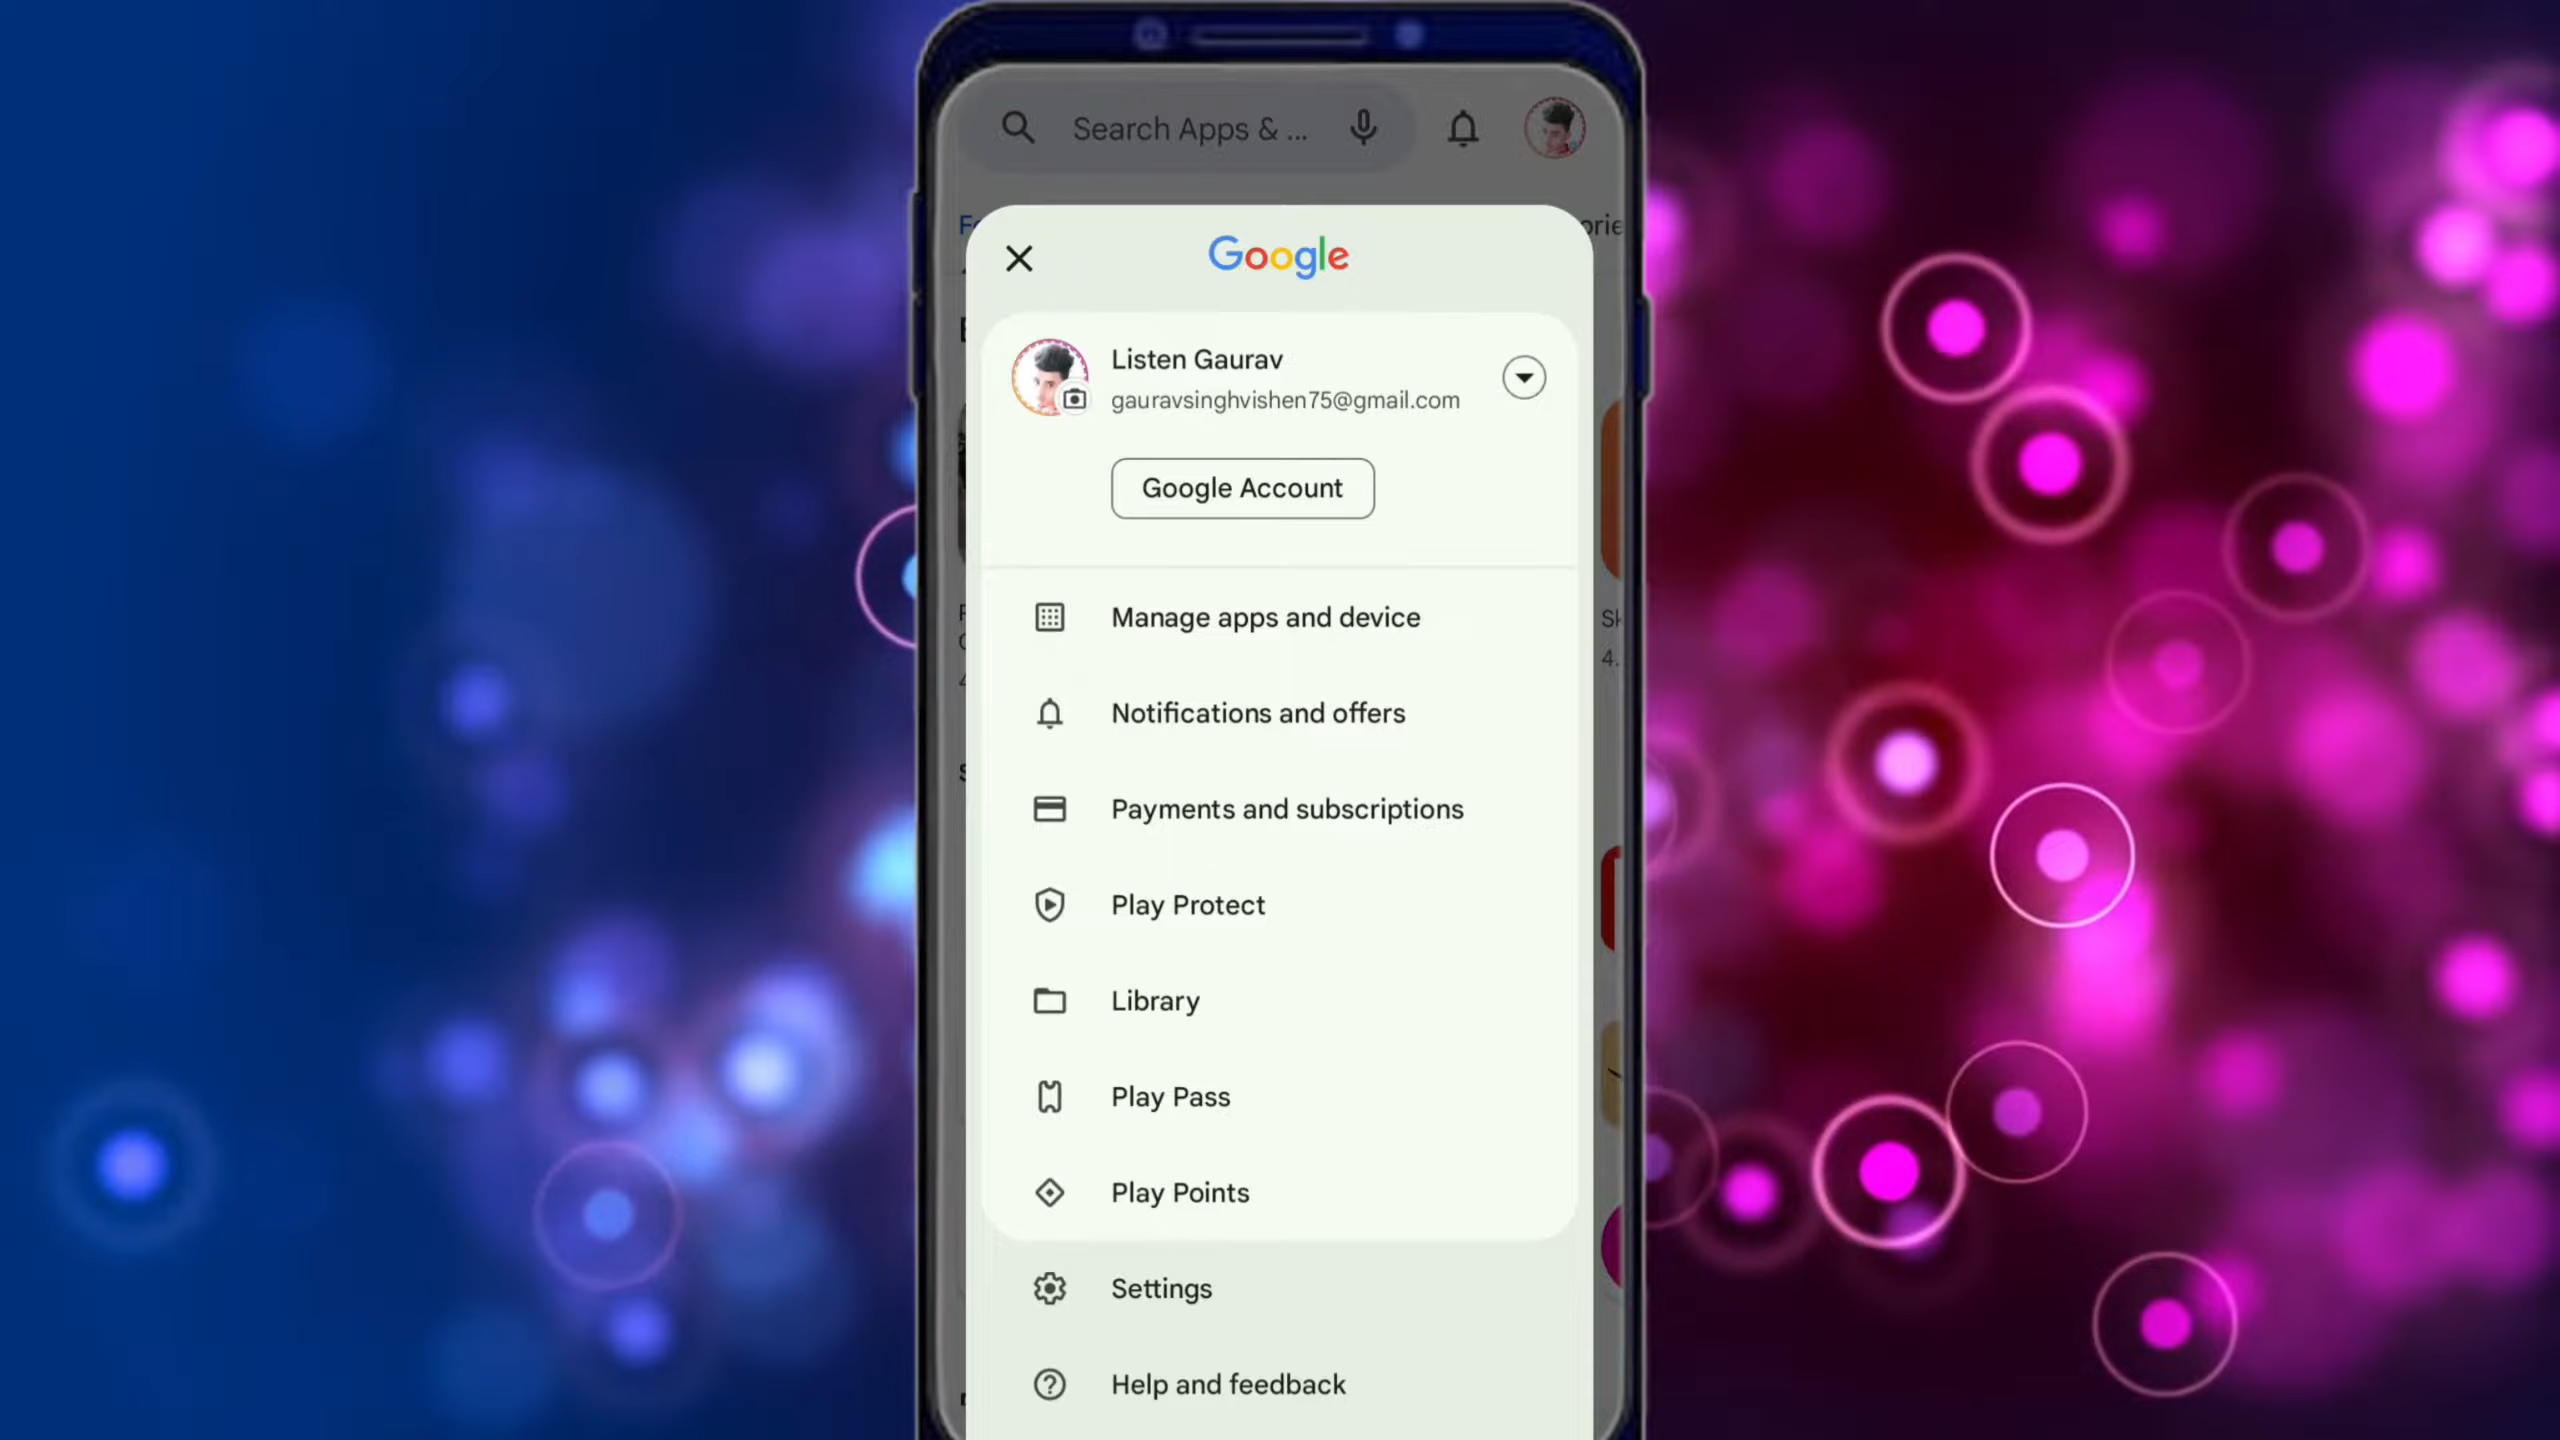 Search Apps & ...
Google
Listen Gaurav
gauravsinghvishen75@gmail.com
Google Account
Manage apps and device
Notifications and offers
Payments and subscriptions
Play Protect
Library
Play Pass
Play Points
Settings
Help and feedback